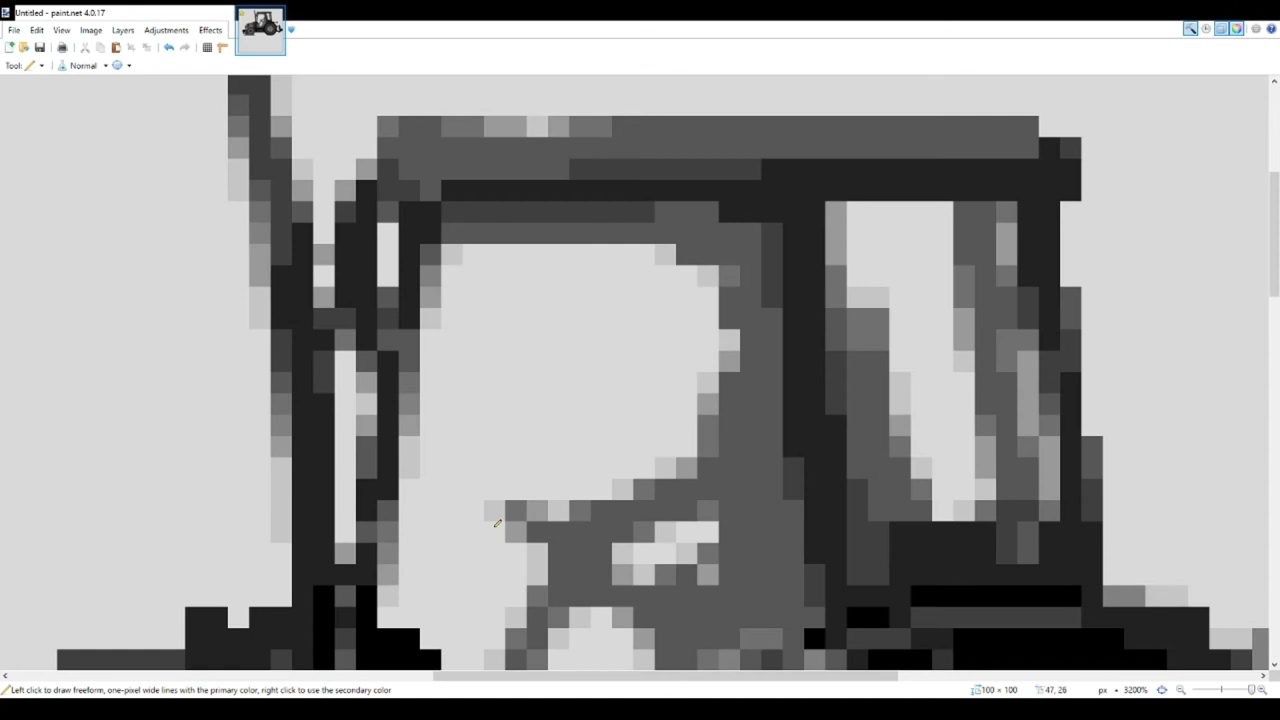 Untitled - paint.net 4.0.17
File Edit View Image Layers Adjustments Effects
Tool: Normal
Left click to draw freeform, one-pixel wide lines with the primary color, right click to use the secondary color 100 × 100 47, 26 px 3200%